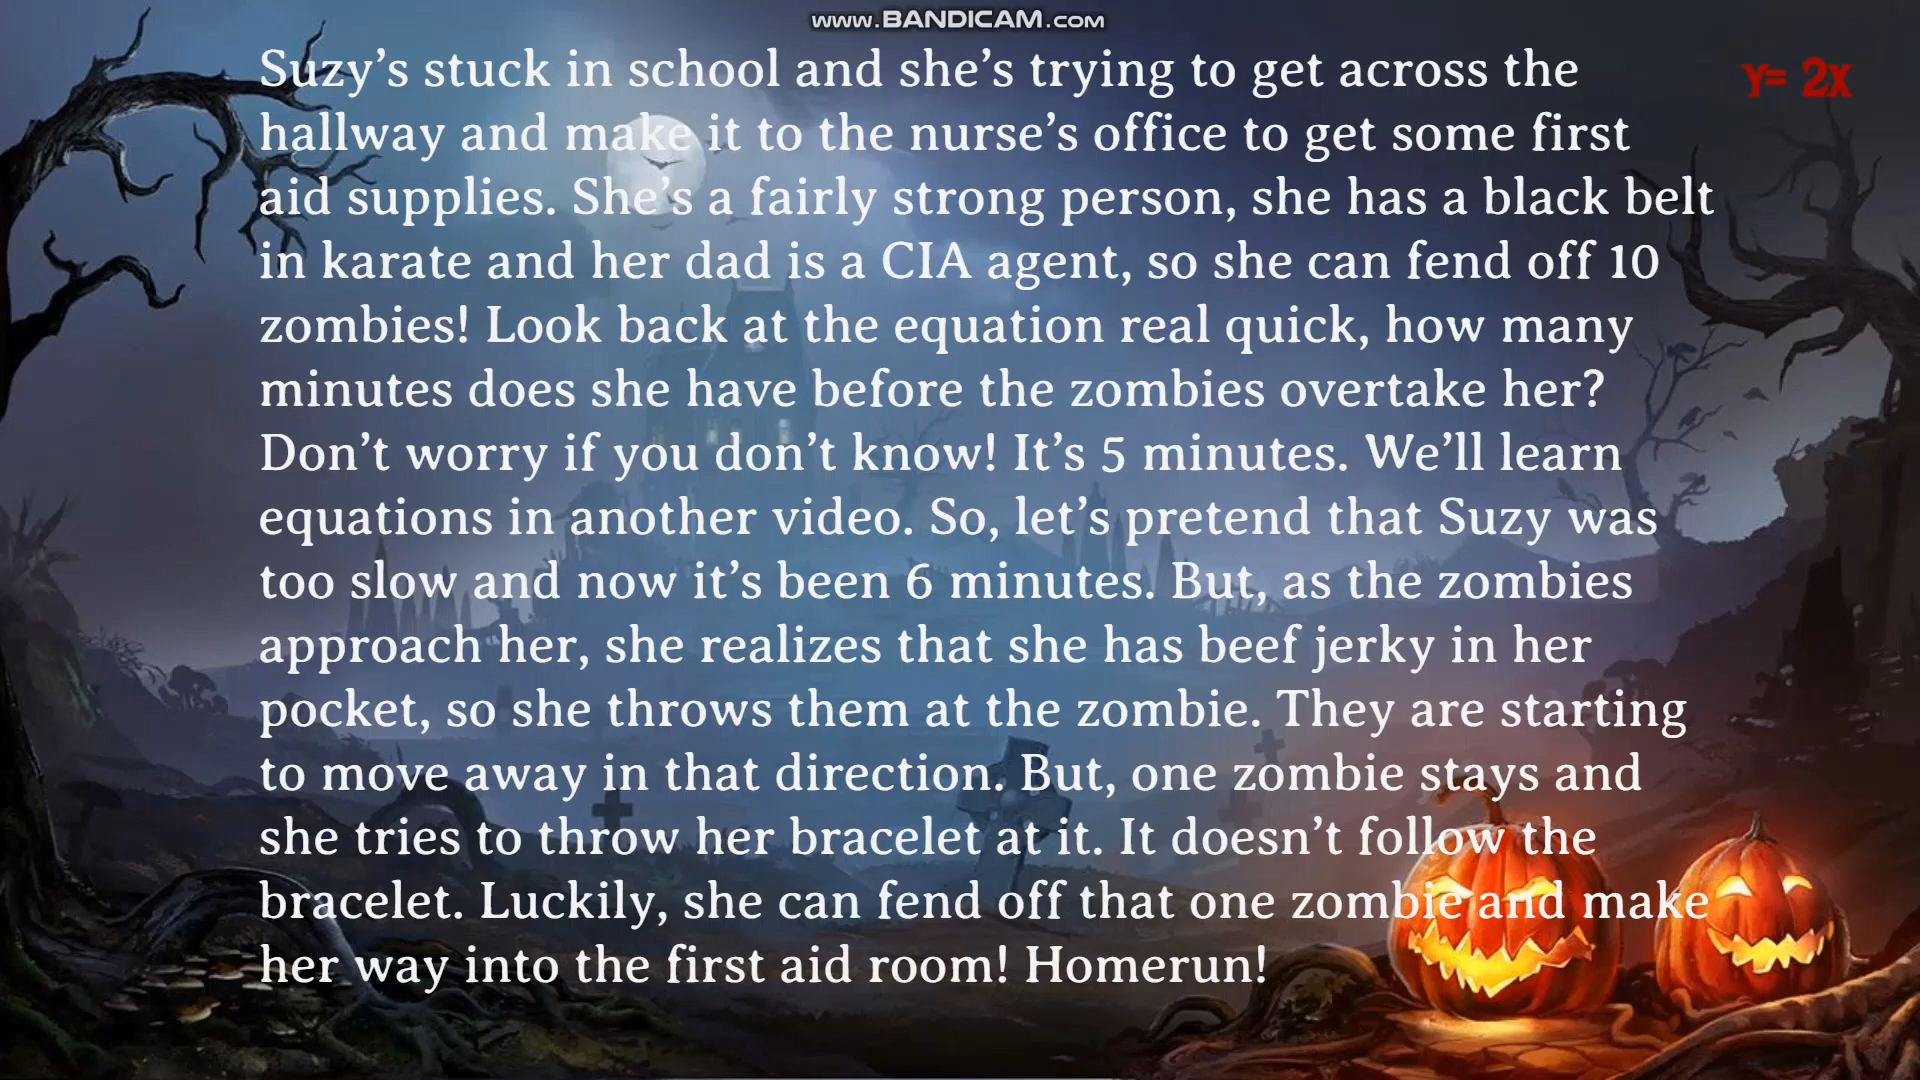 www.BANDICAM.com
Suzy’s stuck in school and she’s trying to get across the
hallway and make it to the nurse’s office to get some first
aid supplies. She’s a fairly strong person, she has a black belt
in karate and her dad is a CIA agent, so she can fend off 10
zombies! Look back at the equation real quick, how many
minutes does she have before the zombies overtake her?
Don’t worry if you don’t know! It’s 5 minutes. We’ll learn
equations in another video. So, let’s pretend that Suzy was
too slow and now it’s been 6 minutes. But, as the zombies
approach her, she realizes that she has beef jerky in her
pocket, so she throws them at the zombie. They are starting
to move away in that direction. But, one zombie stays and
she tries to throw her bracelet at it. It doesn’t follow the
bracelet. Luckily, she can fend off that one zombie and make
her way into the first aid room! Homerun!
Y= 2X